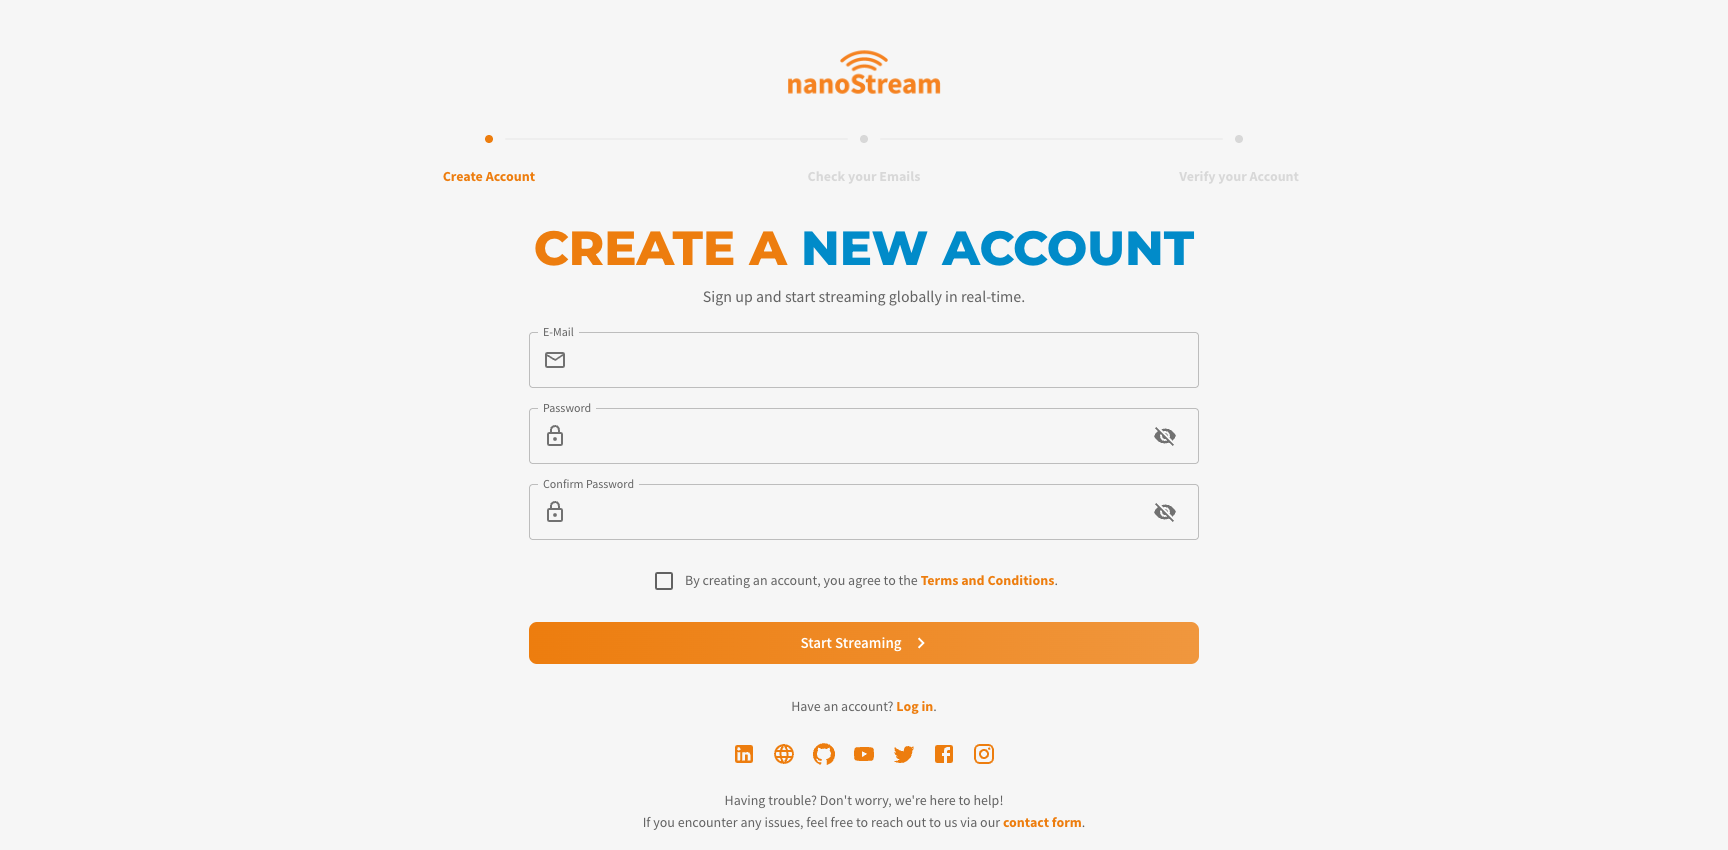 nanoStream
Create Account
Check your Emails
Verify your Account
CREATE A NEW ACCOUNT
Sign up and start streaming globally in real-time.
E-Mail
Password
Confirm Password
By creating an account, you agree to the Terms and Conditions.
Start Streaming
Have an account? Log in.
Having trouble? Don't worry, we're here to help!
If you encounter any issues, feel free to reach out to us via our contact form.